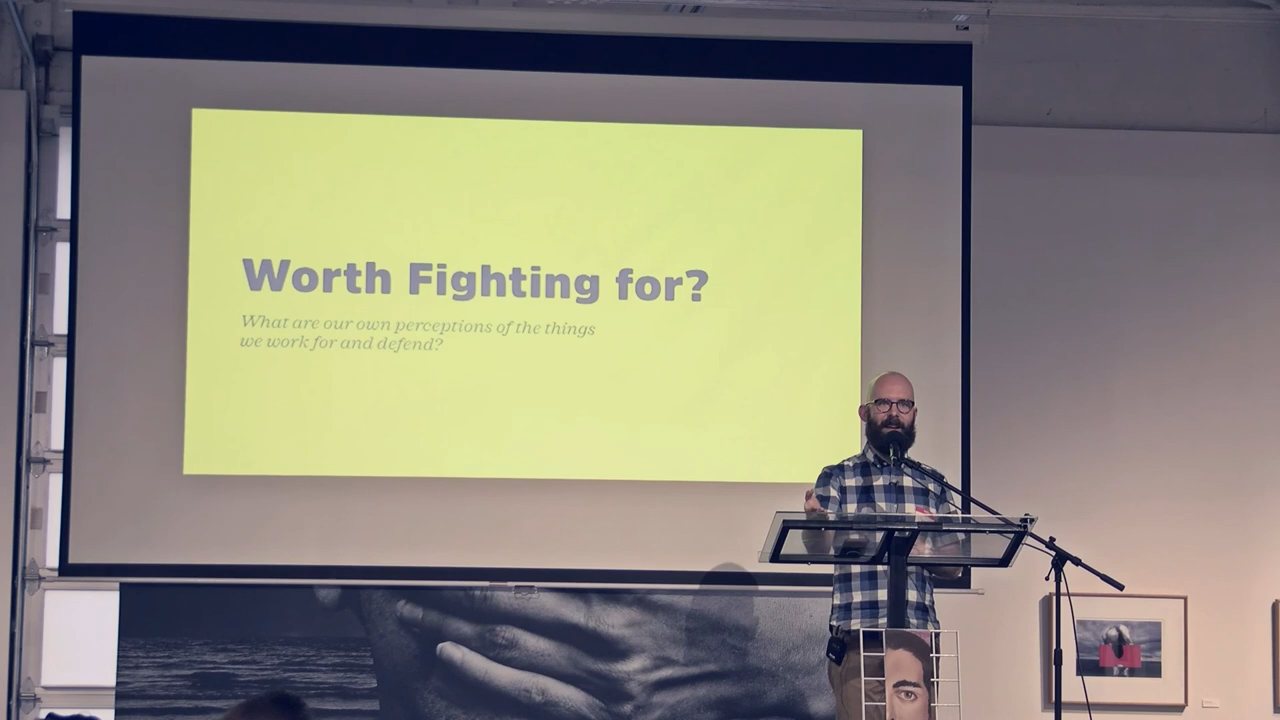 Worth Fighting for?
What are our own perceptions of the things
we work for and defend?